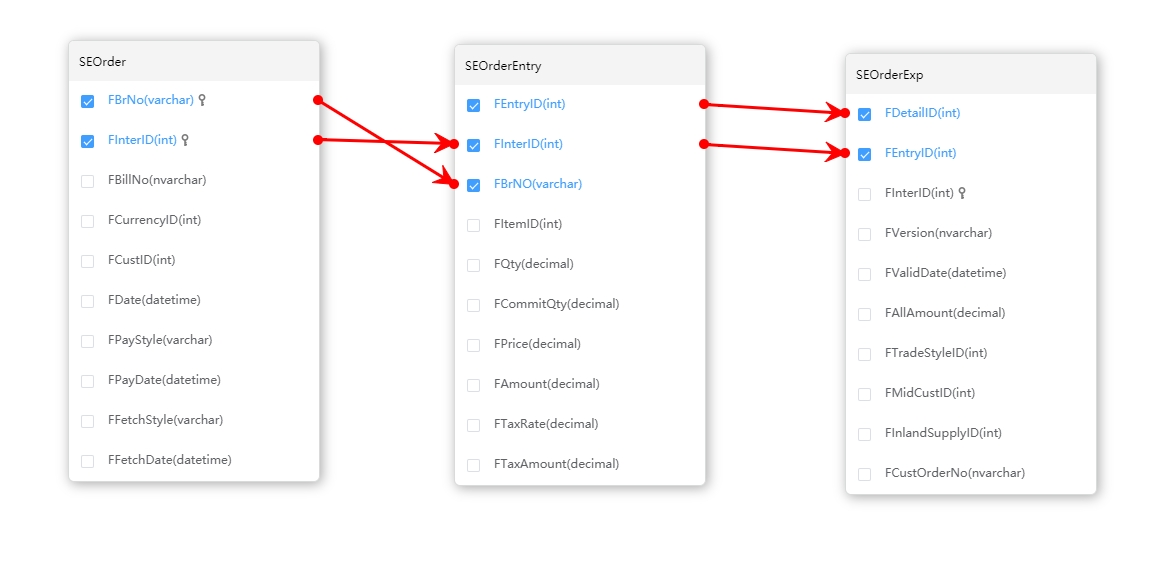 SEOrder
FBrNo(varchar)
FInterID(int)
FBillNo(nvarchar)
FCurrencyID(int)
FCustID(int)
FDate(datetime)
FPayStyle(varchar)
FPayDate(datetime)
FFetchStyle(varchar)
FFetchDate(datetime)
SEOrderEntry
FEntryID(int)
FInterID(int)
FBrNO(varchar)
FItemID(int)
FQty(decimal)
FCommitQty(decimal)
FPrice(decimal)
FAmount(decimal)
FTaxRate(decimal)
FTaxAmount(decimal)
SEOrderExp
FDetailID(int)
FEntryID(int)
FInterID(int)
FVersion(nvarchar)
FValidDate(datetime)
FAllAmount(decimal)
FTradeStyleID(int)
FMidCustID(int)
FInlandSupplyID(int)
FCustOrderNo(nvarchar)